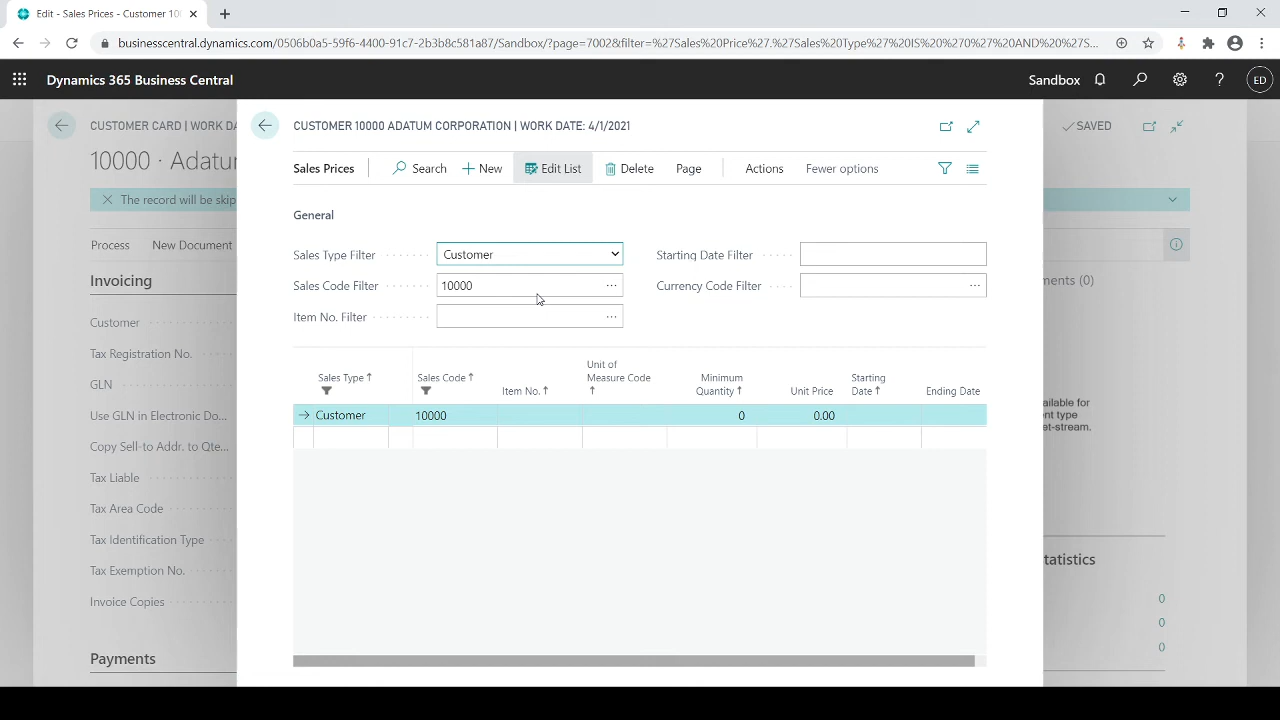 Edit - Sales Prices - Customer 10
businesscentral.dynamics.com/0506b0a5-59f6-4400-91c7-2b3b8c581a87/Sandbox/?page=7002&filter=%27Sales%20Price%27.%27Sales%20Type%27%20IS%20%270%27%20AND%20%27S...
Dynamics 365 Business Central
Sandbox
?
ED
CUSTOMER CARD | WORK DA
SAVED
10000 · Adatu
The record will be skip
Process New Document
Invoicing
Customer
Tax Registration No.
GLN
Use GLN in Electronic Do...
Copy Sell-to Addr. to Qte...
Tax Liable
Tax Area Code
Tax Identification Type
Tax Exemption No.
Invoice Copies
Payments
CUSTOMER 10000 ADATUM CORPORATION | WORK DATE: 4/1/2021
Sales Prices Search New Edit List Delete Page Actions Fewer options
General
Sales Type Filter Customer
Sales Code Filter 10000
Item No. Filter
Starting Date Filter
Currency Code Filter
Sales Type
Sales Code
Item No.
Unit of
Measure Code
Minimum
Quantity
Unit Price
Starting
Date
Ending Date
Customer 10000 0 0.00
ments (0)
ailable for
ent type
et-stream.
tatistics
0
0
0